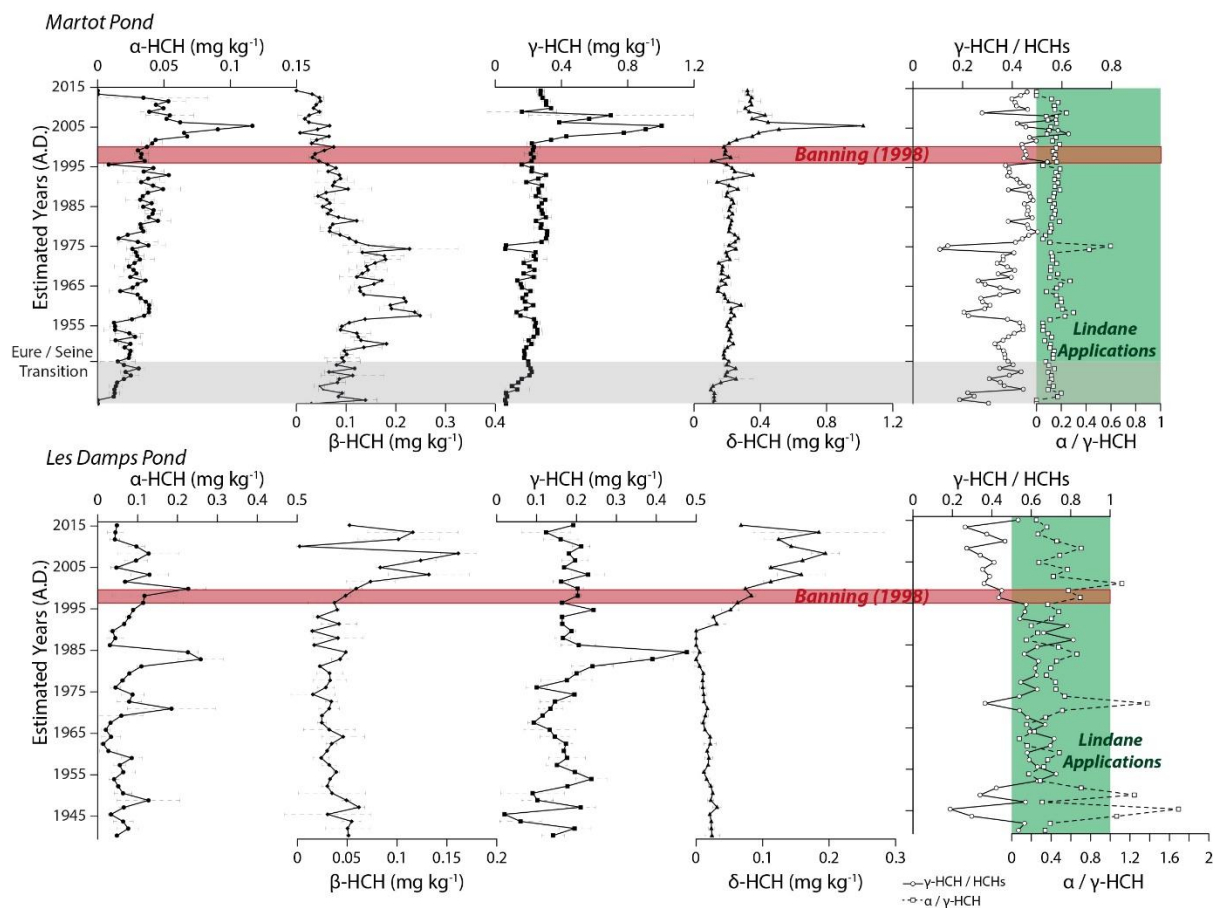 Martot Pond
α-HCH (mg kg-1)
γ-HCH (mg kg-1)
γ-HCH / HCHs
0 0.05 0.1 0.15
0 0.4 0.8 1.2
0.2 0.4 0.6 0.8
2015
2005
1995
1985
1975
1965
1955
Estimated Years (A.D.)
Banning (1998)
Lindane
Applications
Eure / Seine
Transition
0 0.1 0.2 0.3 0.4
0 0.4 0.8 1.2
0 0.2 0.4 0.6 0.8 1
β-HCH (mg kg-1)
δ-HCH (mg kg-1)
α / γ-HCH
Les Damps Pond
α-HCH (mg kg-1)
γ-HCH (mg kg-1)
γ-HCH / HCHs
0 0.1 0.2 0.3 0.5
0 0.1 0.2 0.3 0.4 0.5
0 0.2 0.4 0.6 0.8 1
2015
2005
1995
1985
1975
1965
1955
1945
Estimated Years (A.D.)
Banning (1998)
Lindane
Applications
0 0.05 0.1 0.15 0.2
0 0.1 0.2 0.3
0 0.4 0.8 1.2 1.6 2
β-HCH (mg kg-1)
δ-HCH (mg kg-1)
α / γ-HCH
γ-HCH / HCHs
α / γ-HCH